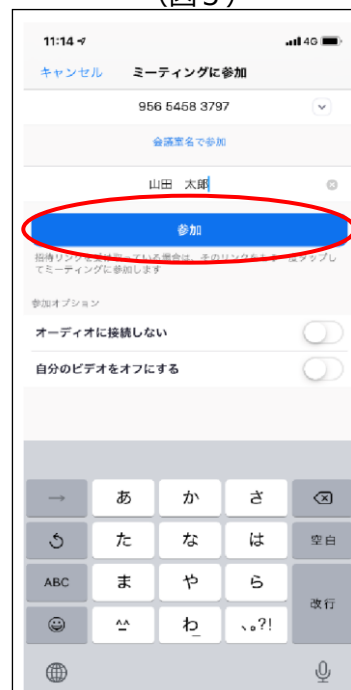 (図5)
11:14
4G
キャンセル ミーティングに参加
956 5458 3797
会議室名で参加
山田 太郎
参加
招待リンクを受け取っている場合は、そのリンクをもう一度タップし
てミーティングに参加します
参加オプション
オーディオに接続しない
自分のビデオをオフにする
→ あ か さ
た な は 空白
ABC ま や ら
改行
^^ わ_ 、。?!